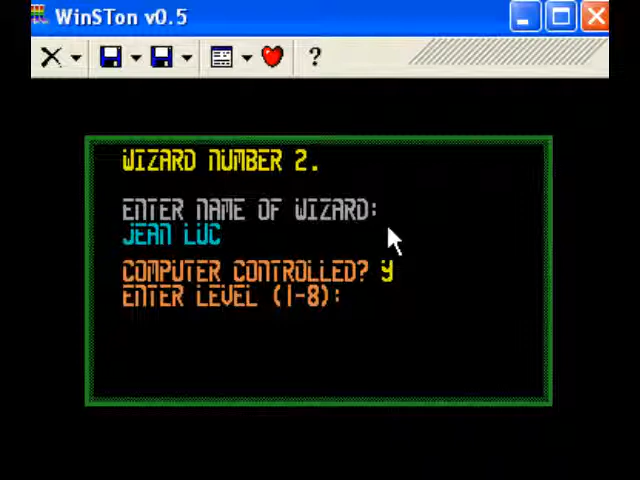 WinSTon v0.5
?
WIZARD NUMBER 2.
ENTER NAME OF WIZARD:
JEAN LUC
COMPUTER CONTROLLED? Y
ENTER LEVEL (1-8):